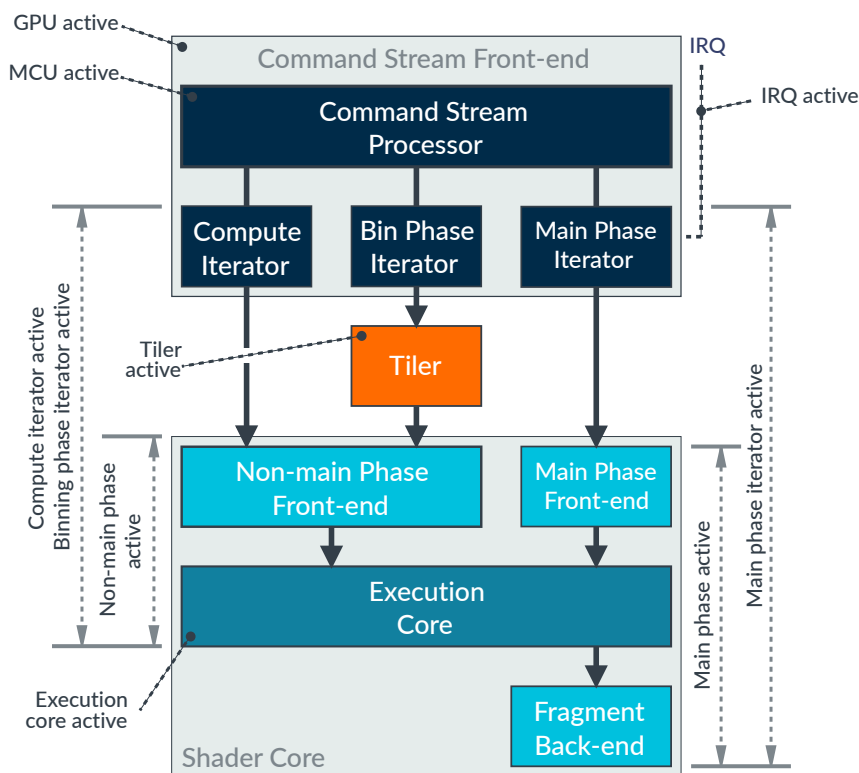 GPU active
MCU active
Command Stream Front-end
IRQ
IRQ active
Command Stream
Processor
Compute
Iterator
Bin Phase
Iterator
Main Phase
Iterator
Tiler
active
Tiler
Compute iterator active
Binning phase iterator active
Non-main phase
active
Non-main Phase
Front-end
Main Phase
Front-end
Execution
Core
Main phase active
Main phase iterator active
Execution
core active
Fragment
Back-end
Shader Core